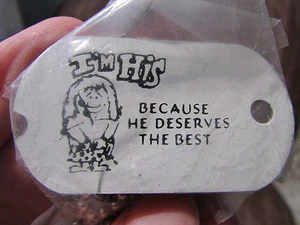 I'm His
BECAUSE
HE DESERVES
THE BEST